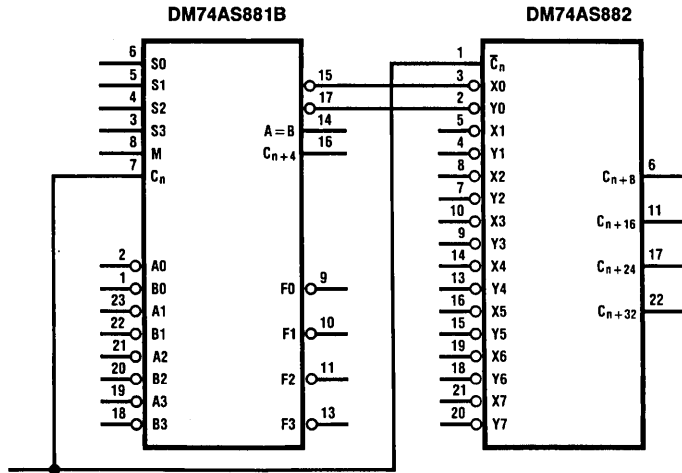 DM74AS881B
DM74AS882
6 S0
5 S1
4 S2
3 S3
8 M
7 Cn
2 A0
1 B0
23 A1
22 B1
21 A2
20 B2
19 A3
18 B3
15
17
A=B 14
Cn+4 16
F0 9
F1 10
F2 11
F3 13
1 C̅n
3 X0
2 Y0
5 X1
4 Y1
8 X2
7 Y2
10 X3
9 Y3
14 X4
13 Y4
16 X5
15 Y5
19 X6
18 Y6
21 X7
20 Y7
Cn+8 6
Cn+16 11
Cn+24 17
Cn+32 22